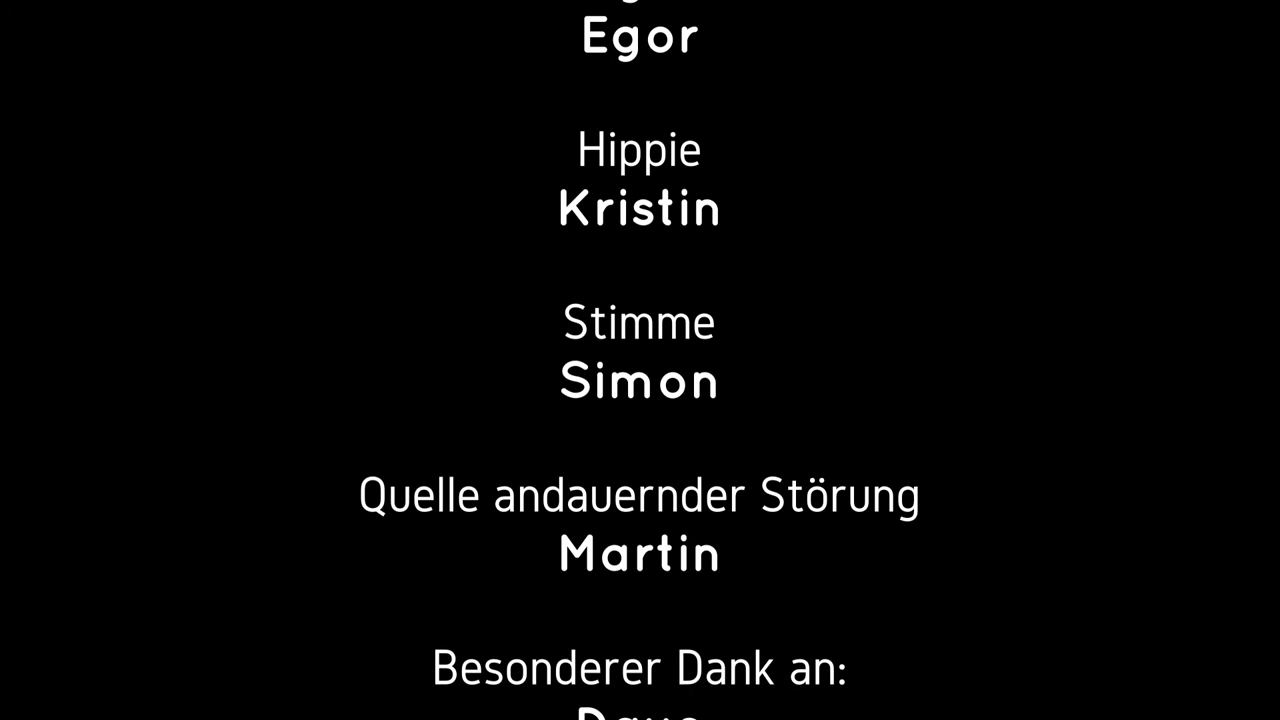 Egor
Hippie
Kristin
Stimme
Simon
Quelle andauernder Störung
Martin
Besonderer Dank an: